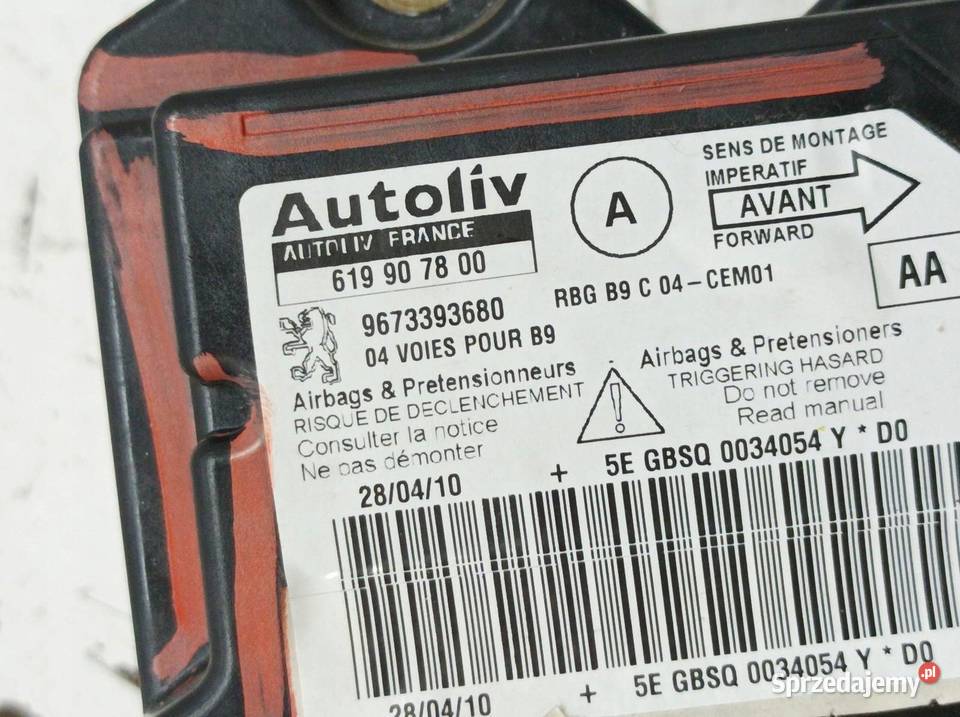 Autoliv
AUTOLIV FRANCE
619 90 78 00
A
SENS DE MONTAGE
IMPERATIF
AVANT
FORWARD
AA
9673393680
04 VOIES POUR B9
RBG B9 C 04-CEM01
Airbags & Pretensionneurs
RISQUE DE DECLENCHEMENT
Consulter la notice
Ne pas démonter
Airbags & Pretensioners
TRIGGERING HASARD
Do not remove
Read manual
28/04/10 + 5E GBSQ 0034054 Y * D0
28/04/10 + 5E GBSQ 0034054 Y * D0
Sprzedajemy.pl